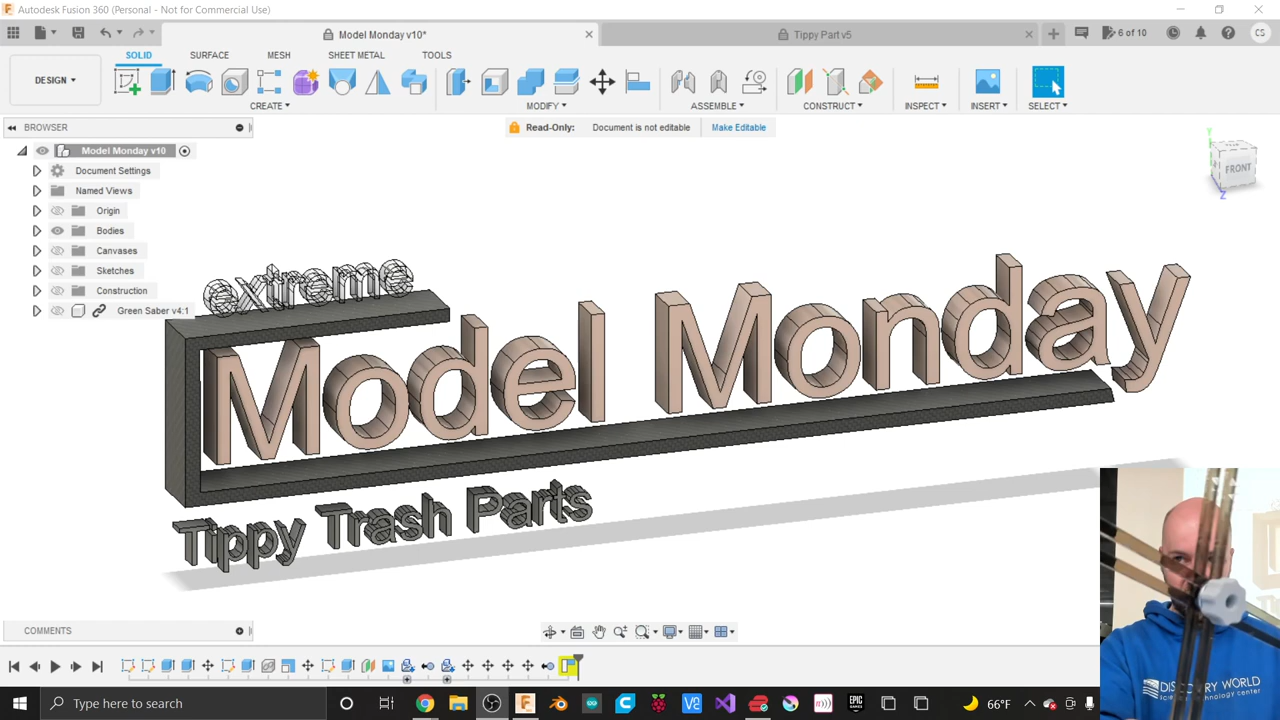 Autodesk Fusion 360 (Personal - Not for Commercial Use)
Model Monday v10*
Tippy Part v5
6 of 10
CS
DESIGN
SOLID
SURFACE
MESH
SHEET METAL
TOOLS
CREATE
MODIFY
ASSEMBLE
CONSTRUCT
INSPECT
INSERT
SELECT
BROWSER
Read-Only:
Document is not editable
Make Editable
Model Monday v10
Document Settings
Named Views
Origin
Bodies
Canvases
Sketches
Construction
Green Saber v4:1
FRONT
Y
Z
extreme
Model Monday
Tippy Trash Parts
COMMENTS
DISCOVERY WORLD
Type here to search
66°F